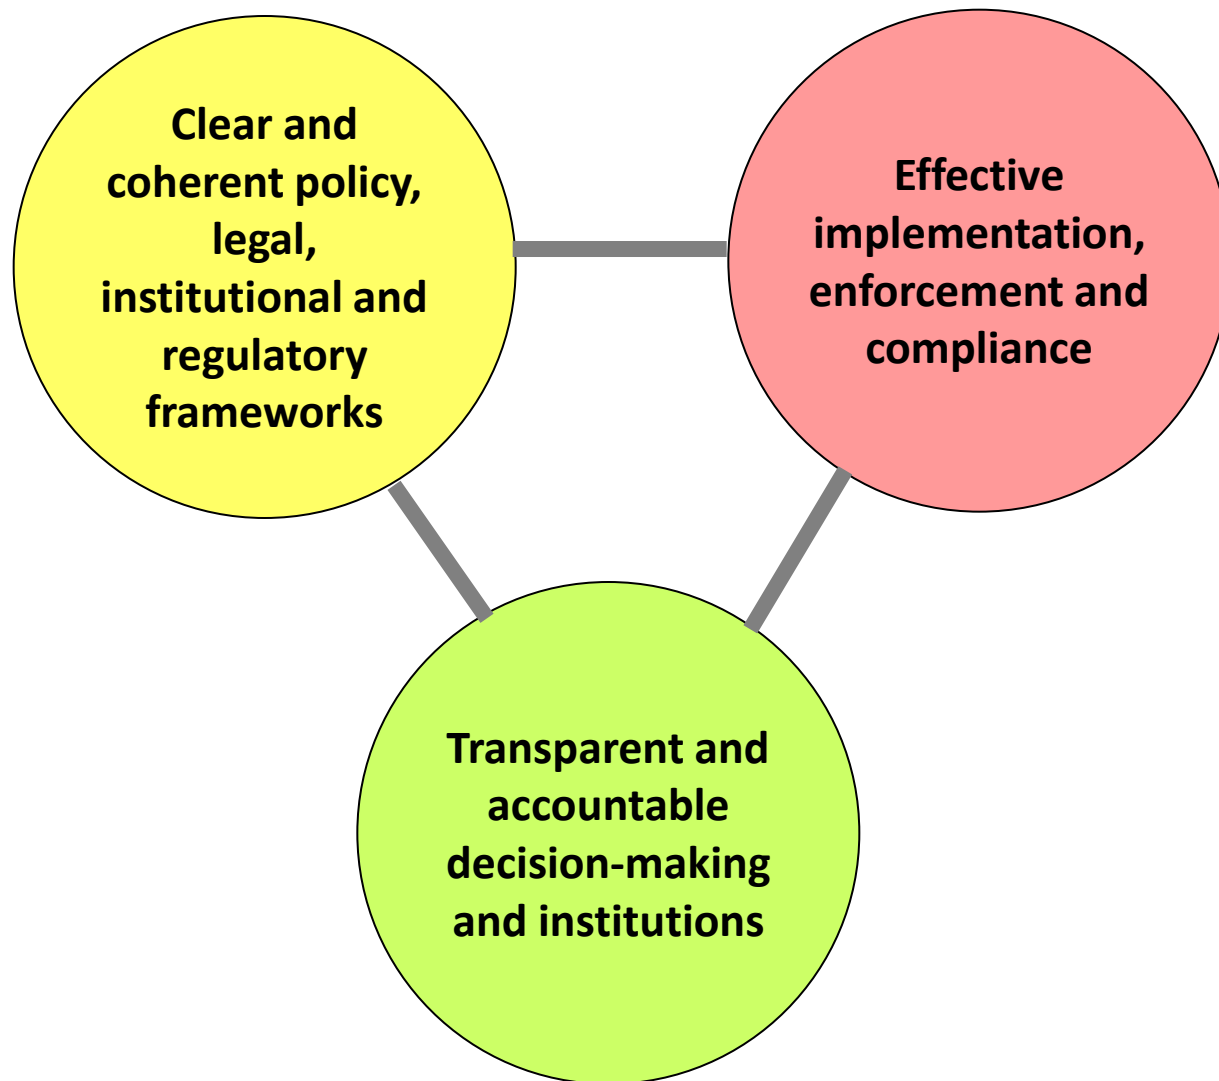 Clear and
coherent policy,
legal,
institutional and
regulatory
frameworks
Effective
implementation,
enforcement and
compliance
Transparent and
accountable
decision-making
and institutions